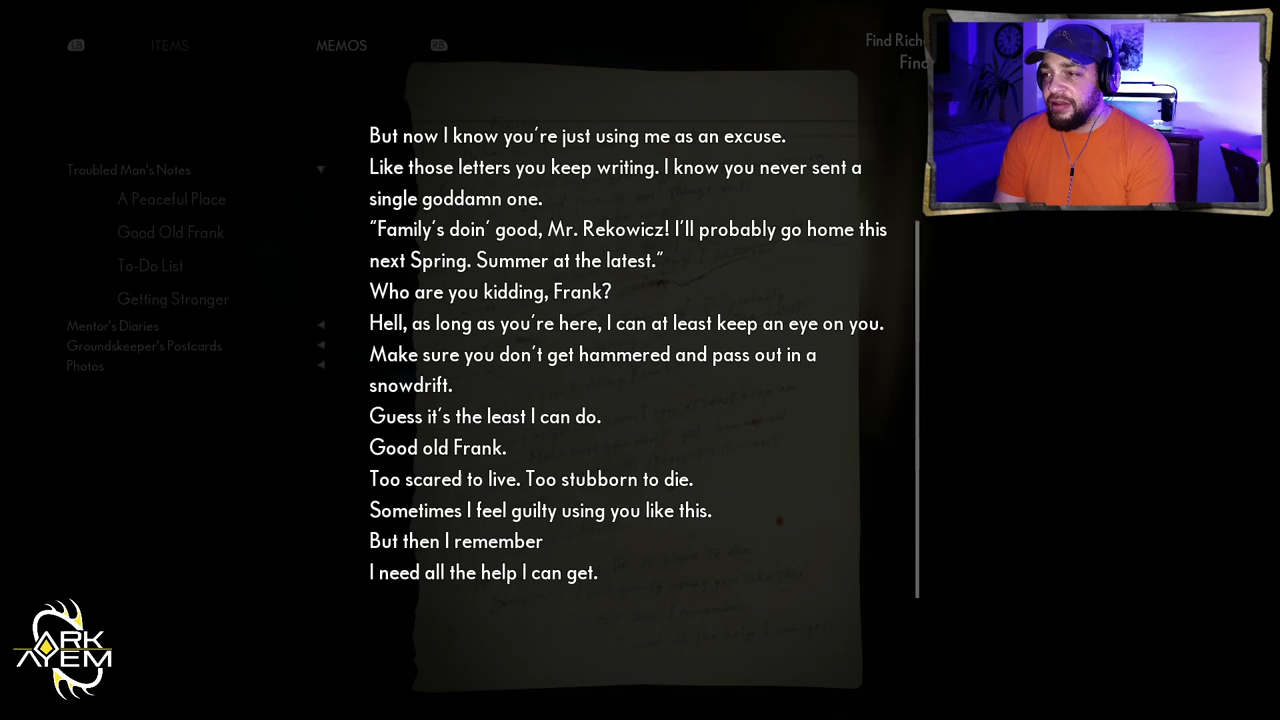 LB ITEMS MEMOS RB
Find Rich
Find
Troubled Man's Notes
A Peaceful Place
Good Old Frank
To-Do List
Getting Stronger
Mentor's Diaries
Groundskeeper's Postcards
Photos
But now I know you're just using me as an excuse.
Like those letters you keep writing. I know you never sent a
single goddamn one.
"Family's doin' good, Mr. Rekowicz! I'll probably go home this
next Spring. Summer at the latest."
Who are you kidding, Frank?
Hell, as long as you're here, I can at least keep an eye on you.
Make sure you don't get hammered and pass out in a
snowdrift.
Guess it's the least I can do.
Good old Frank.
Too scared to live. Too stubborn to die.
Sometimes I feel guilty using you like this.
But then I remember
I need all the help I can get.
ARK
AYEM